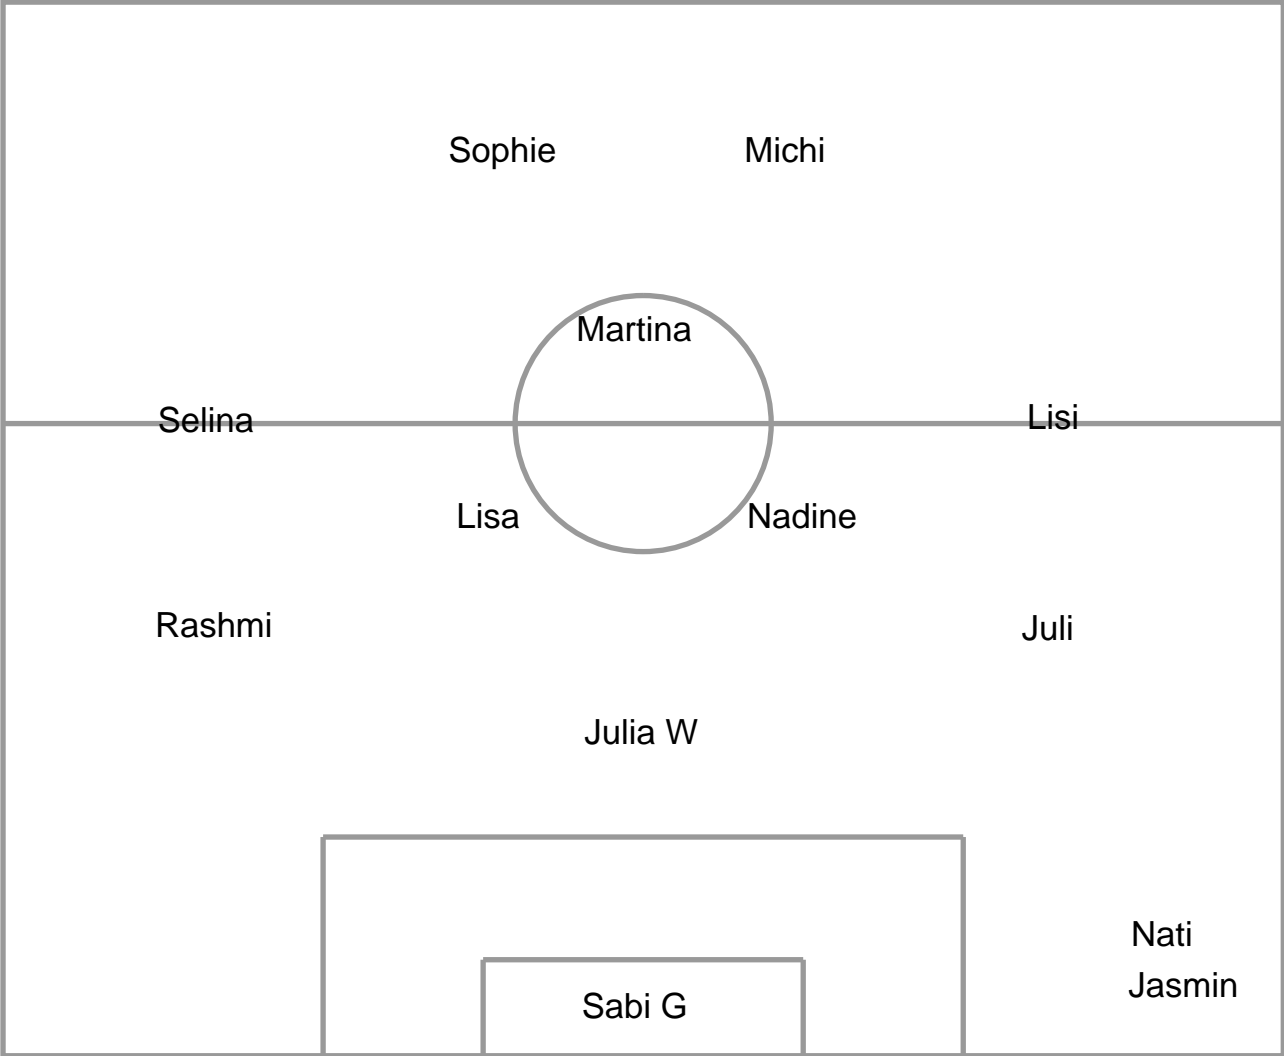 Sophie Michi
Martina
Selina Lisi
Lisa Nadine
Rashmi Juli
Julia W
Nati
Jasmin
Sabi G